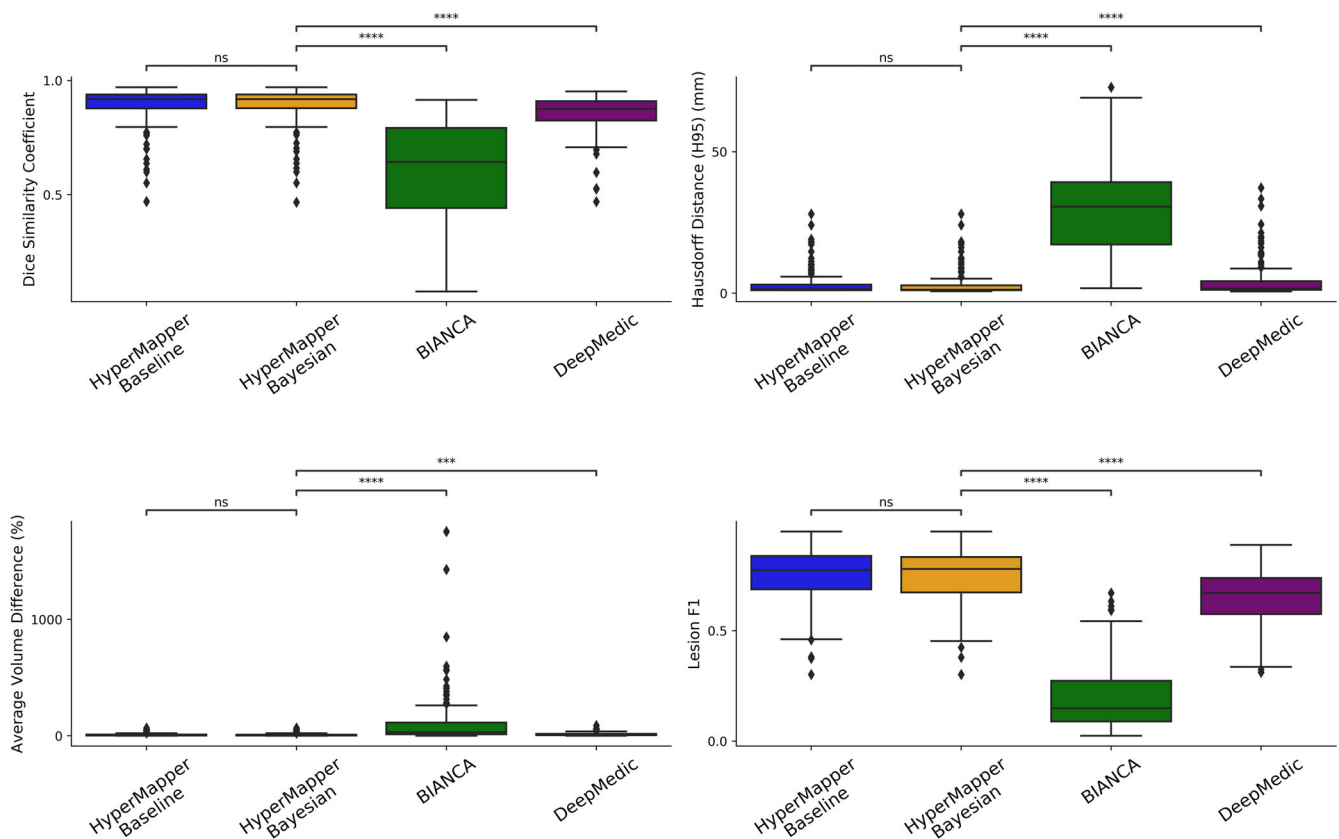 ****
****
ns
Dice Similarity Coefficient
1.0
0.5
HyperMapper
Baseline
HyperMapper
Bayesian
BIANCA
DeepMedic
****
****
ns
Hausdorff Distance (H95) (mm)
50
0
HyperMapper
Baseline
HyperMapper
Bayesian
BIANCA
DeepMedic
***
****
ns
Average Volume Difference (%)
1000
0
HyperMapper
Baseline
HyperMapper
Bayesian
BIANCA
DeepMedic
****
****
ns
Lesion F1
0.5
0.0
HyperMapper
Baseline
HyperMapper
Bayesian
BIANCA
DeepMedic